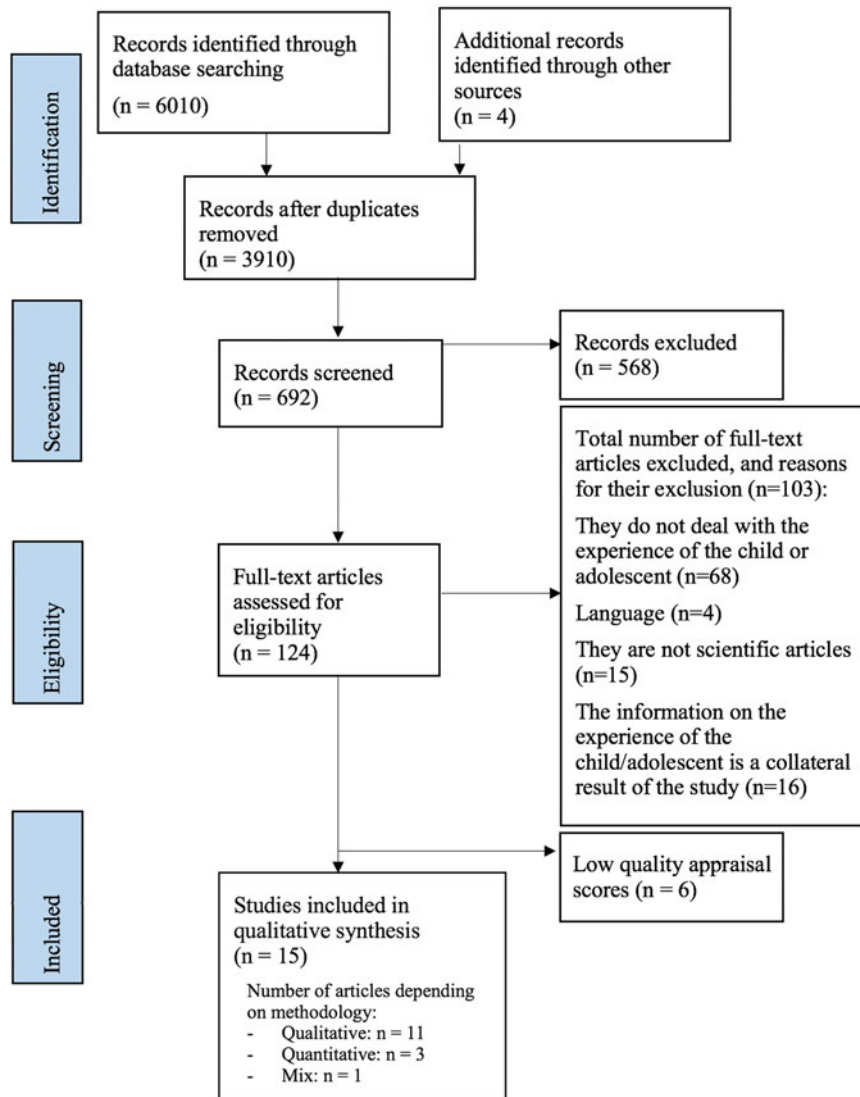 Identification
Records identified through
database searching
(n = 6010)
Additional records
identified through other
sources
(n = 4)
Records after duplicates
removed
(n = 3910)
Screening
Records screened
(n = 692)
Records excluded
(n = 568)
Eligibility
Full-text articles
assessed for
eligibility
(n = 124)
Total number of full-text
articles excluded, and reasons
for their exclusion (n=103):
They do not deal with the
experience of the child or
adolescent (n=68)
Language (n=4)
They are not scientific articles
(n=15)
The information on the
experience of the
child/adolescent is a collateral
result of the study (n=16)
Included
Low quality appraisal
scores (n = 6)
Studies included in
qualitative synthesis
(n = 15)
Number of articles depending
on methodology:
- Qualitative: n = 11
- Quantitative: n = 3
- Mix: n = 1